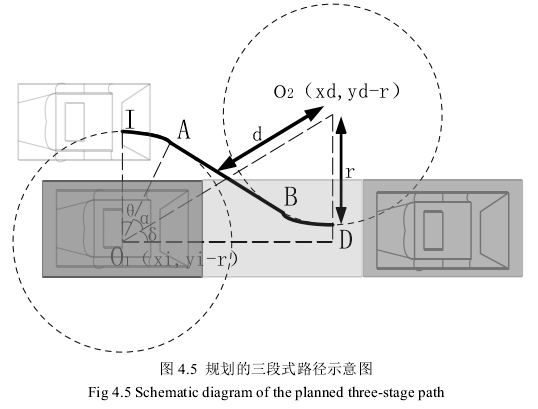 O₂（xd,yd-r）
I
A
d
r
B
θ
α
δ
D
O₁（xi,yi-r）
图 4.5 规划的三段式路径示意图
Fig 4.5 Schematic diagram of the planned three-stage path